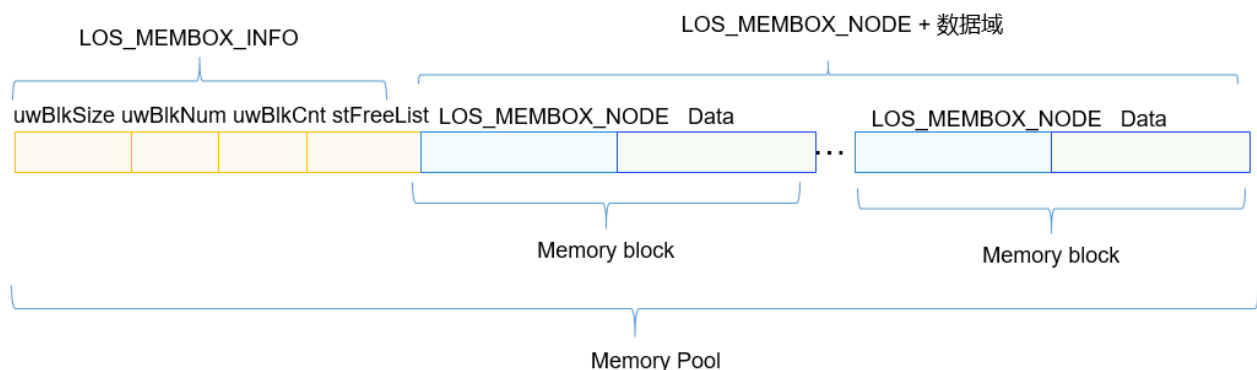 LOS_MEMBOX_INFO
LOS_MEMBOX_NODE + 数据域
uwBlkSize uwBlkNum uwBlkCnt stFreeList LOS_MEMBOX_NODE Data
LOS_MEMBOX_NODE Data
...
Memory block
Memory block
Memory Pool